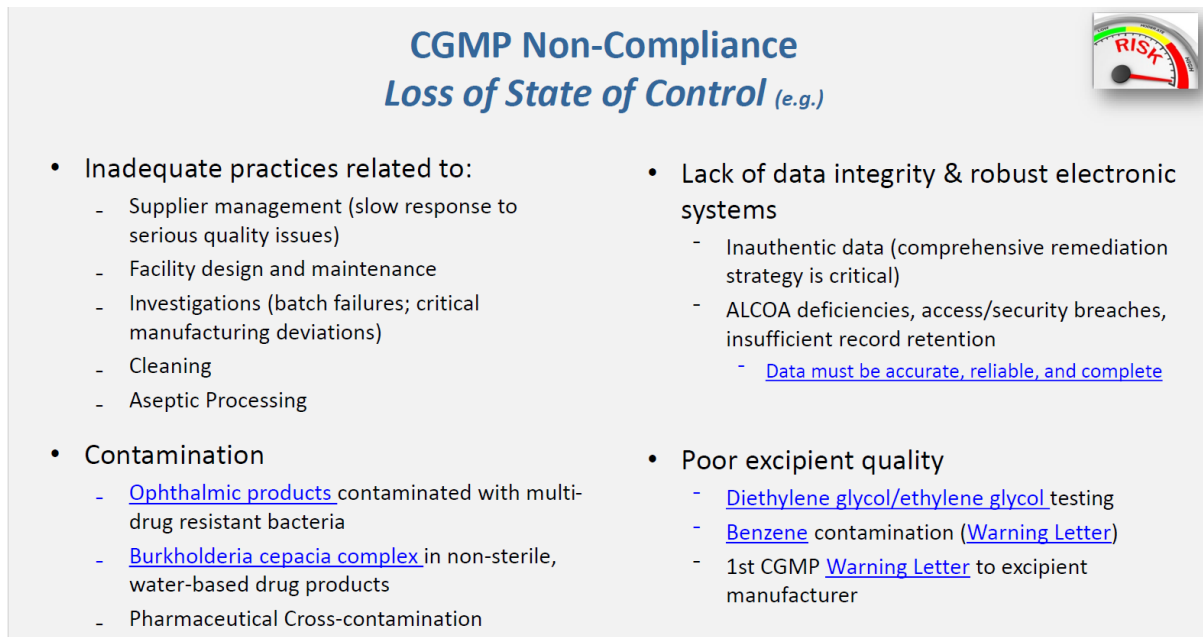 CGMP Non-Compliance
Loss of State of Control (e.g.)
RISK
• Inadequate practices related to:
- Supplier management (slow response to
serious quality issues)
- Facility design and maintenance
- Investigations (batch failures; critical
manufacturing deviations)
- Cleaning
- Aseptic Processing
• Contamination
- Ophthalmic products contaminated with multi-
drug resistant bacteria
- Burkholderia cepacia complex in non-sterile,
water-based drug products
- Pharmaceutical Cross-contamination
• Lack of data integrity & robust electronic
systems
- Inauthentic data (comprehensive remediation
strategy is critical)
- ALCOA deficiencies, access/security breaches,
insufficient record retention
- Data must be accurate, reliable, and complete
• Poor excipient quality
- Diethylene glycol/ethylene glycol testing
- Benzene contamination (Warning Letter)
- 1st CGMP Warning Letter to excipient
manufacturer